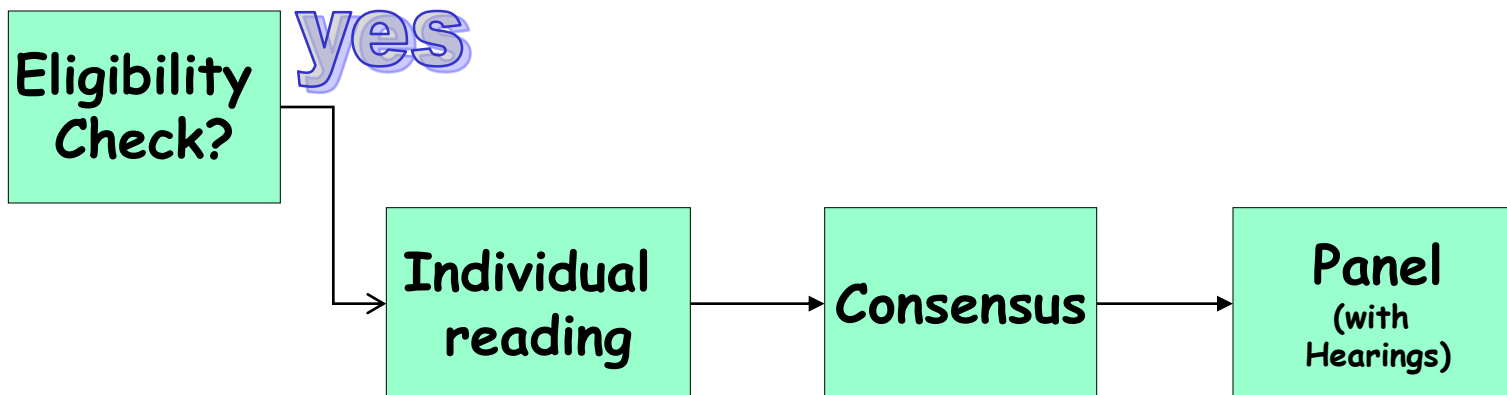 yes
Eligibility
Check?
Individual
reading
Consensus
Panel
(with
Hearings)